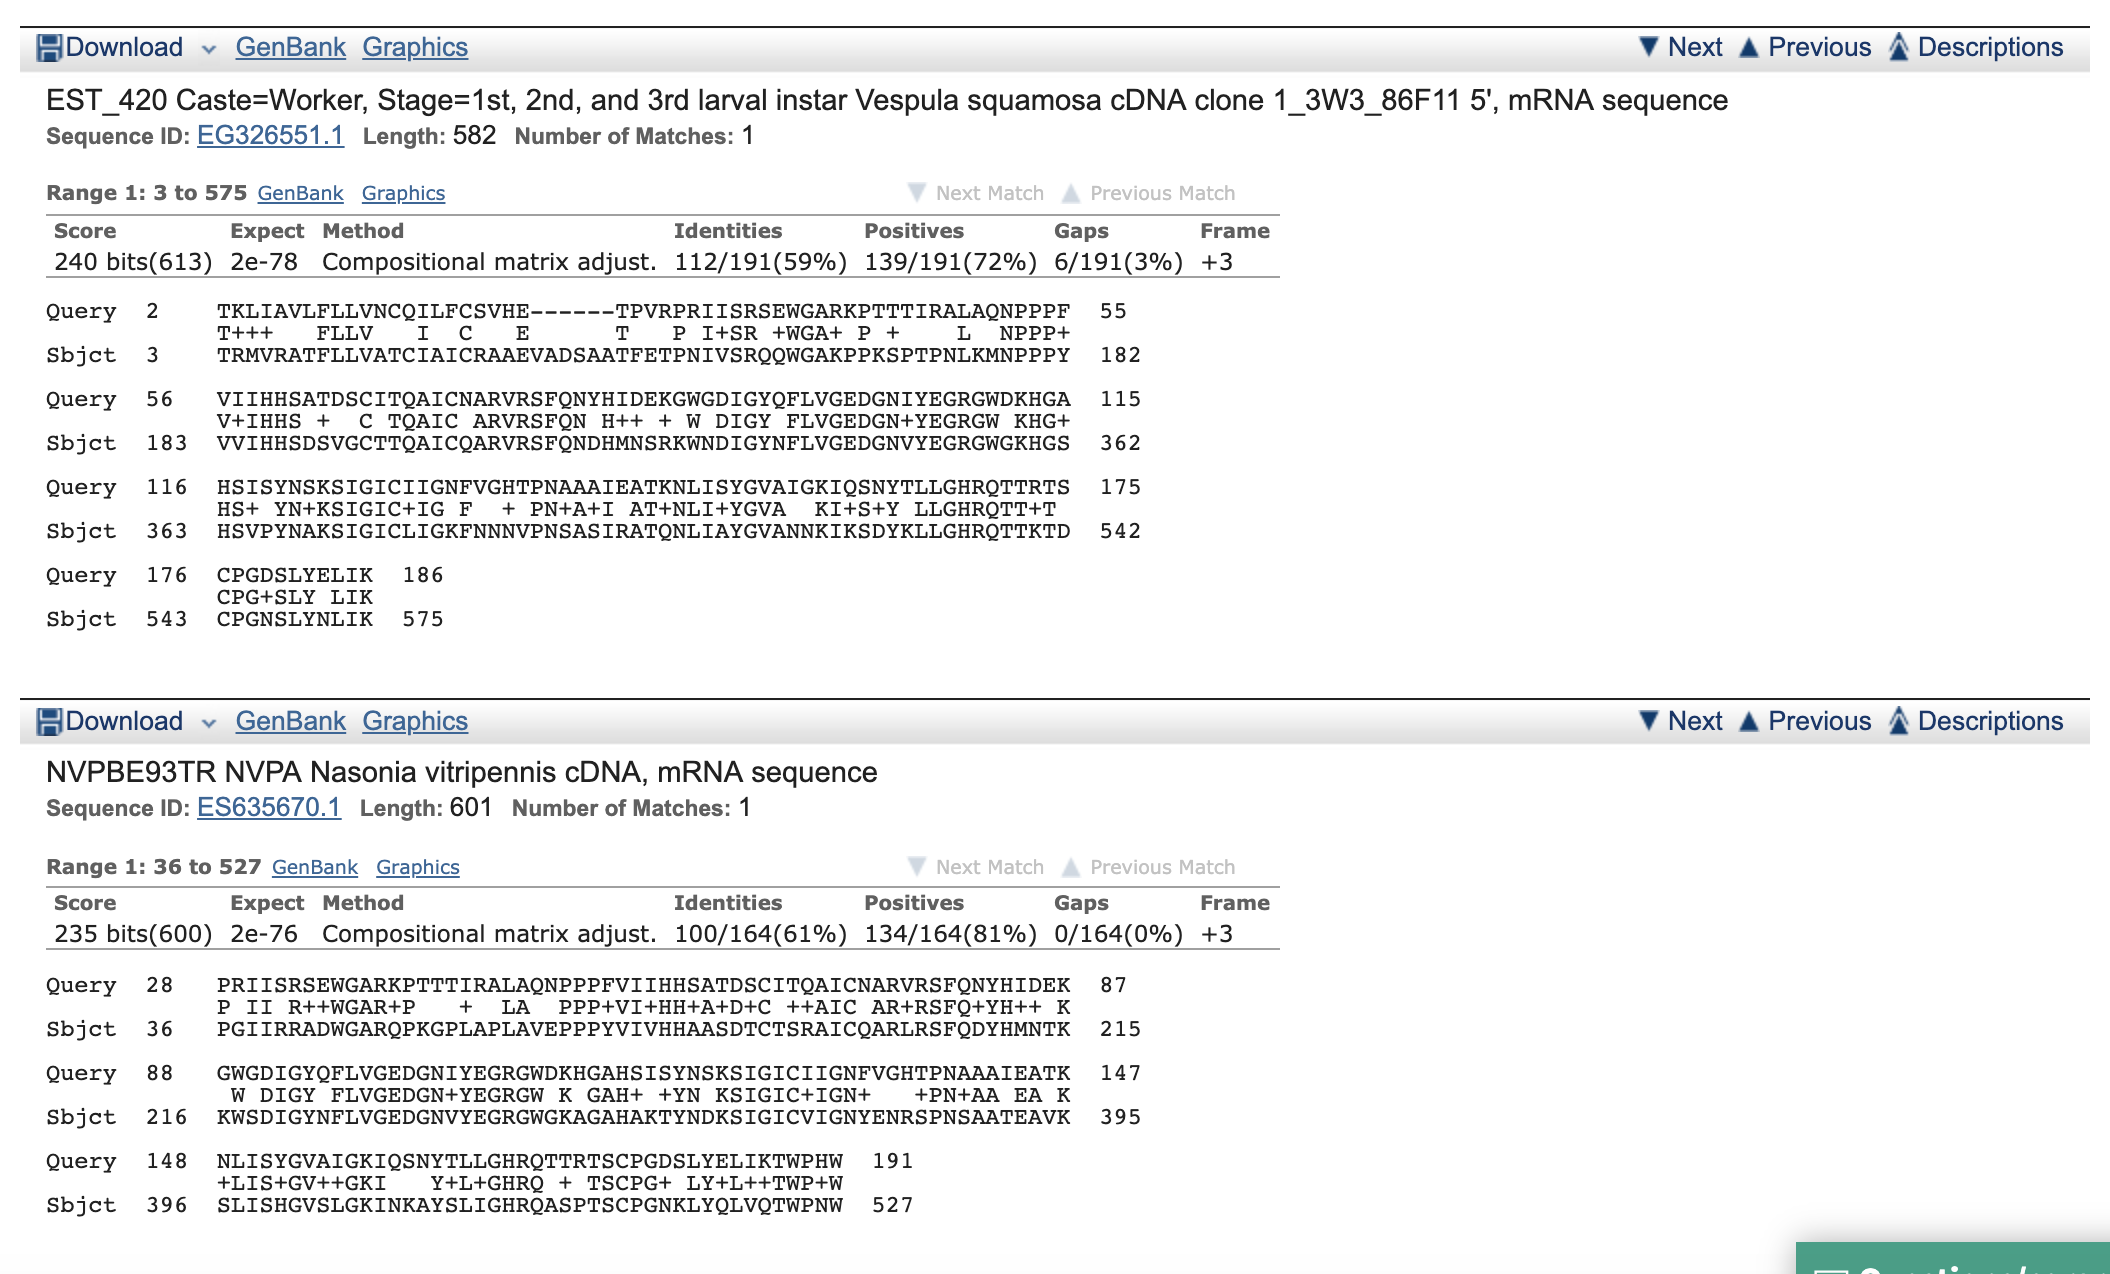 Download GenBank Graphics Next Previous Descriptions
EST_420 Caste=Worker, Stage=1st, 2nd, and 3rd larval instar Vespula squamosa cDNA clone 1_3W3_86F11 5', mRNA sequence
Sequence ID: EG326551.1 Length: 582 Number of Matches: 1
Range 1: 3 to 575 GenBank Graphics Next Match Previous Match
Score Expect Method Identities Positives Gaps Frame
240 bits(613) 2e-78 Compositional matrix adjust. 112/191(59%) 139/191(72%) 6/191(3%) +3
Query 2 TKLIAVLFLLVNCQILFCSVHE------TPVRPRIISRSEWGARKPTTTIRALAQNPPPF 55
T+++ FLLV I C E T P I+SR +WGA+ P + L NPPP+
Sbjct 3 TRMVRATFLLVATCIAICRAAEVADSAATFETPNIVSRQQWGAKPPKSPTPNLKMNPPPY 182
Query 56 VIIHHSATDSCITQAICNARVRSFQNYHIDEKGWGDIGYQFLVGEDGNIYEGRGWDKHGA 115
V+IHHS + C TQAIC ARVRSFQN H++ + W DIGY FLVGEDGN+YEGRGW KHG+
Sbjct 183 VVIHHSDSVGCTTQAICQARVRSFQNDHMNSRKWNDIGYNFLVGEDGNVYEGRGWGKHGS 362
Query 116 HSISYNSKSIGICIIGNFVGHTPNAAAIEATKNLISYGVAIGKIQSNYTLLGHRQTTRTS 175
HS+ YN+KSIGIC+IG F + PN+A+I AT+NLI+YGVA KI+S+Y LLGHRQTT+T
Sbjct 363 HSVPYNAKSIGICLIGKFNNNVPNSASIRATQNLIAYGVANNKIKSDYKLLGHRQTTKTD 542
Query 176 CPGDSLYELIK 186
CPG+SLY LIK
Sbjct 543 CPGNSLYNLIK 575
Download GenBank Graphics Next Previous Descriptions
NVPBE93TR NVPA Nasonia vitripennis cDNA, mRNA sequence
Sequence ID: ES635670.1 Length: 601 Number of Matches: 1
Range 1: 36 to 527 GenBank Graphics Next Match Previous Match
Score Expect Method Identities Positives Gaps Frame
235 bits(600) 2e-76 Compositional matrix adjust. 100/164(61%) 134/164(81%) 0/164(0%) +3
Query 28 PRIISRSEWGARKPTTTIRALAQNPPPFVIIHHSATDSCITQAICNARVRSFQNYHIDEK 87
P II R++WGAR+P + LA PPP+VI+HH+A+D+C ++AIC AR+RSFQ+YH++ K
Sbjct 36 PGIIRRADWGARQPKGPLAPLAVEPPPYVIVHHAASDTCTSRAICQARLRSFQDYHMNTK 215
Query 88 GWGDIGYQFLVGEDGNIYEGRGWDKHGAHSISYNSKSIGICIIGNFVGHTPNAAAIEATK 147
W DIGY FLVGEDGN+YEGRGW K GAH+ +YN KSIGIC+IGN+ +PN+AA EA K
Sbjct 216 KWSDIGYNFLVGEDGNVYEGRGWGKAGAHAKTYNDKSIGICVIGNYENRSPNSAATEAVK 395
Query 148 NLISYGVAIGKIQSNYTLLGHRQTTRTSCPGDSLYELIKTWPHW 191
+LIS+GV++GKI Y+L+GHRQ + TSCPG+ LY+L++TWP+W
Sbjct 396 SLISHGVSLGKINKAYSLIGHRQASPTSCPGNKLYQLVQTWPNW 527